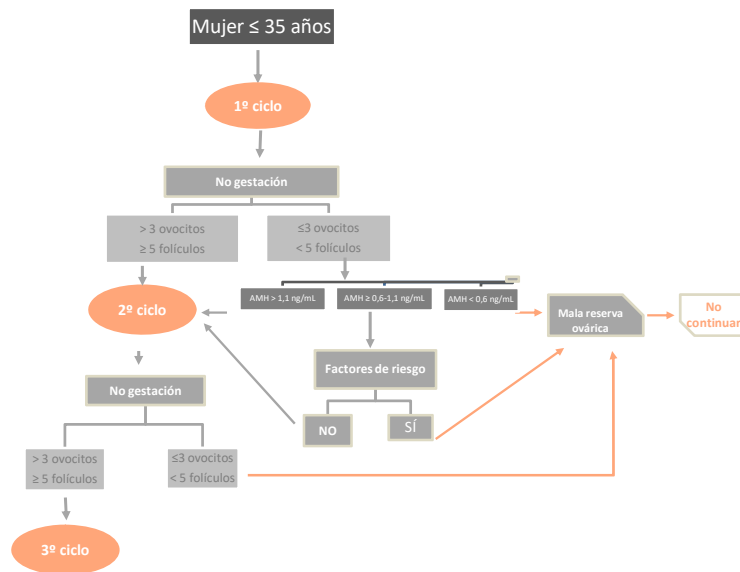 Mujer ≤ 35 años
1º ciclo
No gestación
> 3 ovocitos
≥ 5 folículos
≤3 ovocitos
< 5 folículos
AMH > 1,1 ng/mL
AMH ≥ 0,6-1,1 ng/mL
AMH < 0,6 ng/mL
2º ciclo
Mala reserva
ovárica
No
continuar
Factores de riesgo
No gestación
NO
SÍ
> 3 ovocitos
≥ 5 folículos
≤3 ovocitos
< 5 folículos
3º ciclo